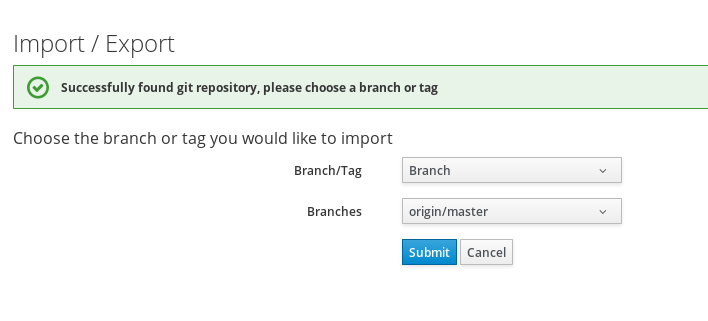 Import / Export
Successfully found git repository, please choose a branch or tag
Choose the branch or tag you would like to import
Branch/Tag Branch
Branches origin/master
Submit Cancel